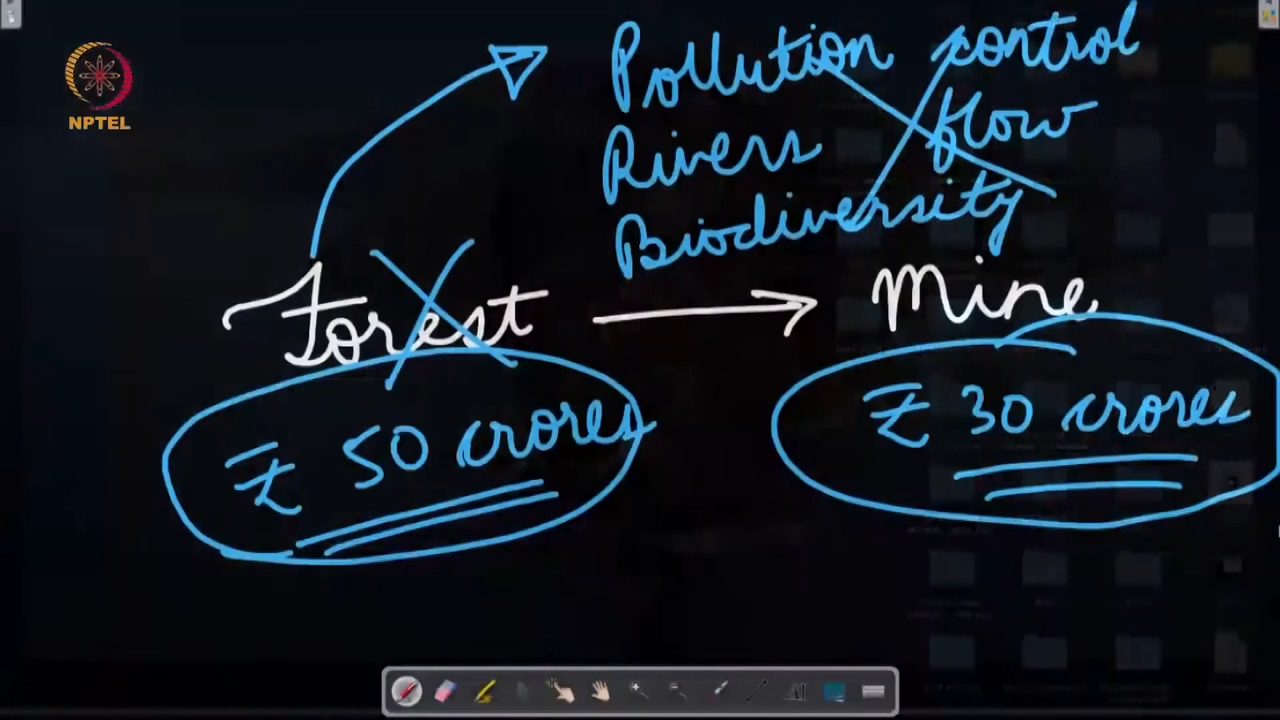 NPTEL
Pollution control
Rivers flow
Biodiversity
Forest → Mine
₹ 50 crores ₹ 30 crores